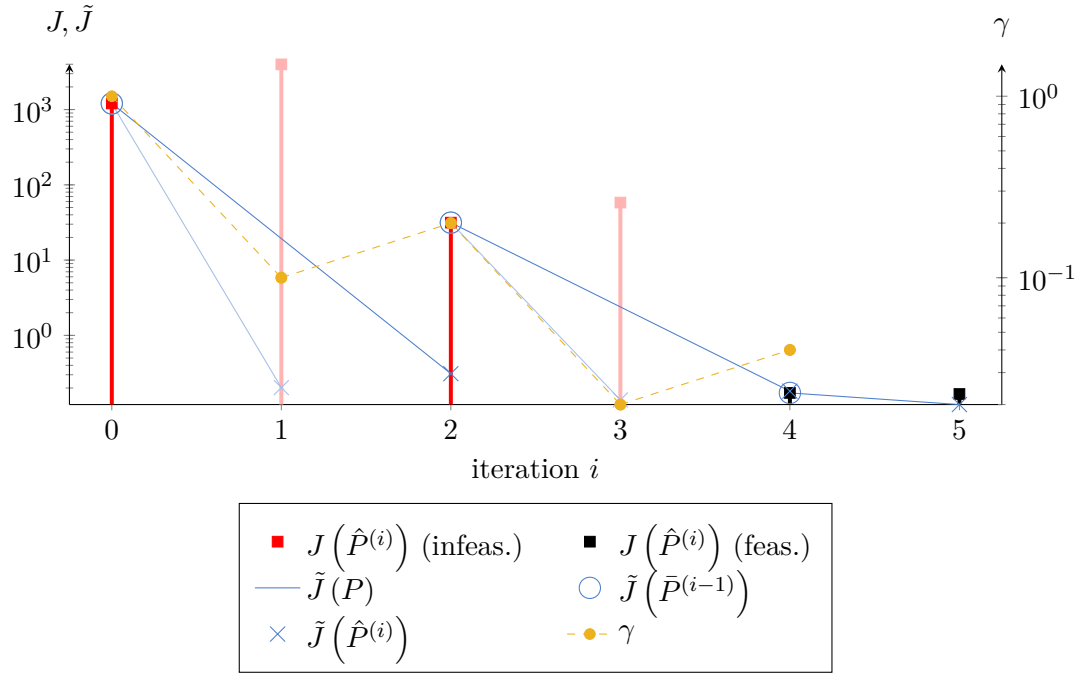 J, J̃ γ
10³ 10⁰
10²
10¹ 10⁻¹
10⁰
0 1 2 3 4 5
iteration i
J(P̂⁽ⁱ⁾) (infeas.) J(P̂⁽ⁱ⁾) (feas.)
J̃(P) J̃(P̄⁽ⁱ⁻¹⁾)
J̃(P̂⁽ⁱ⁾) γ